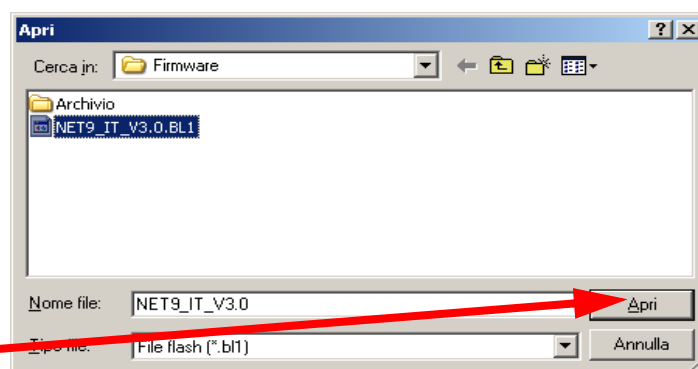 Apri
Cerca in: Firmware
Archivio
NET9_IT_V3.0.BL1
Nome file: NET9_IT_V3.0 Apri
Tipo file: File flash (*.bl1) Annulla